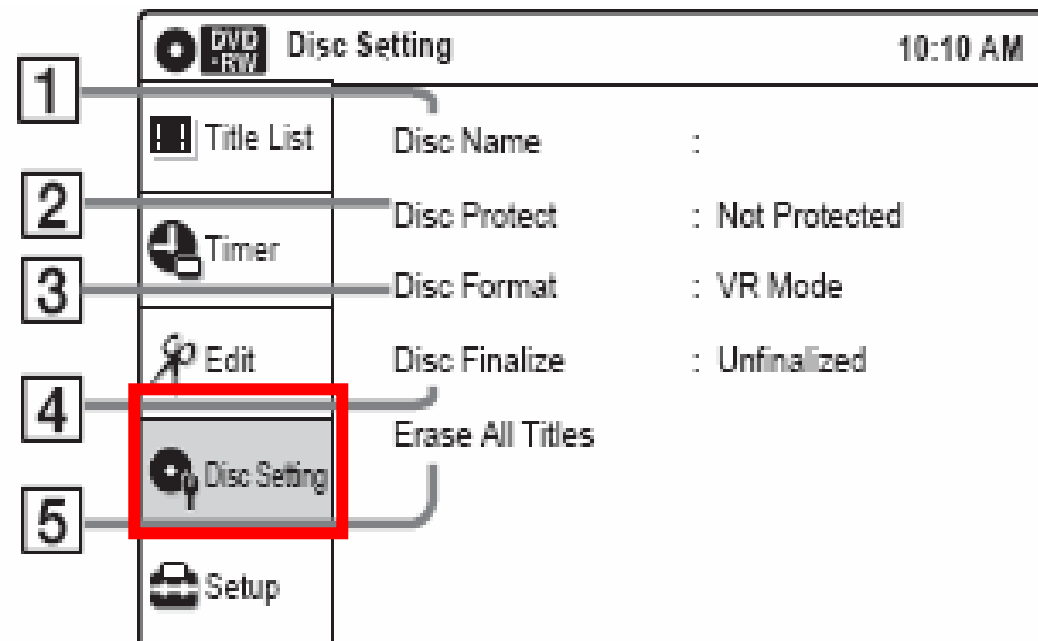 DVD
-RW
Disc Setting
10:10 AM
1
Title List
Disc Name :
2
Disc Protect : Not Protected
Timer
3
Disc Format : VR Mode
Edit
Disc Finalize : Unfinalized
4
Erase All Titles
Disc Setting
5
Setup